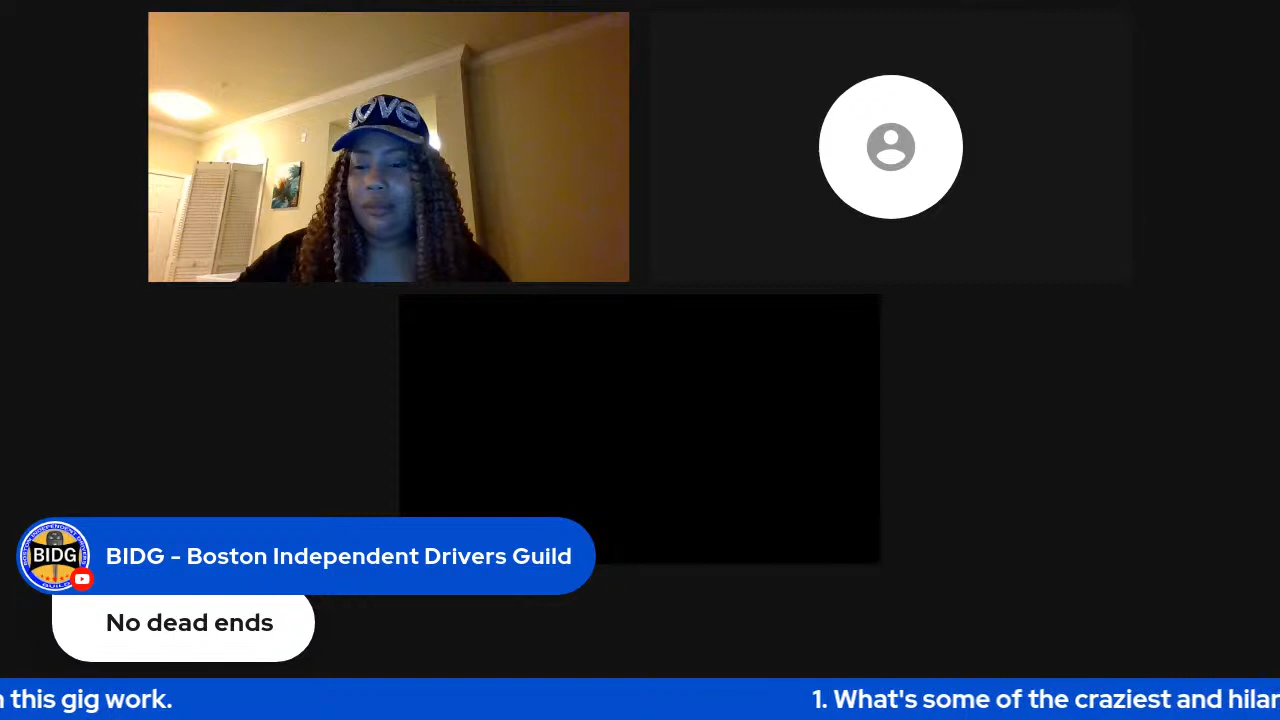 LOVE
BIDG
BIDG - Boston Independent Drivers Guild
No dead ends
this gig work.
1. What's some of the craziest and